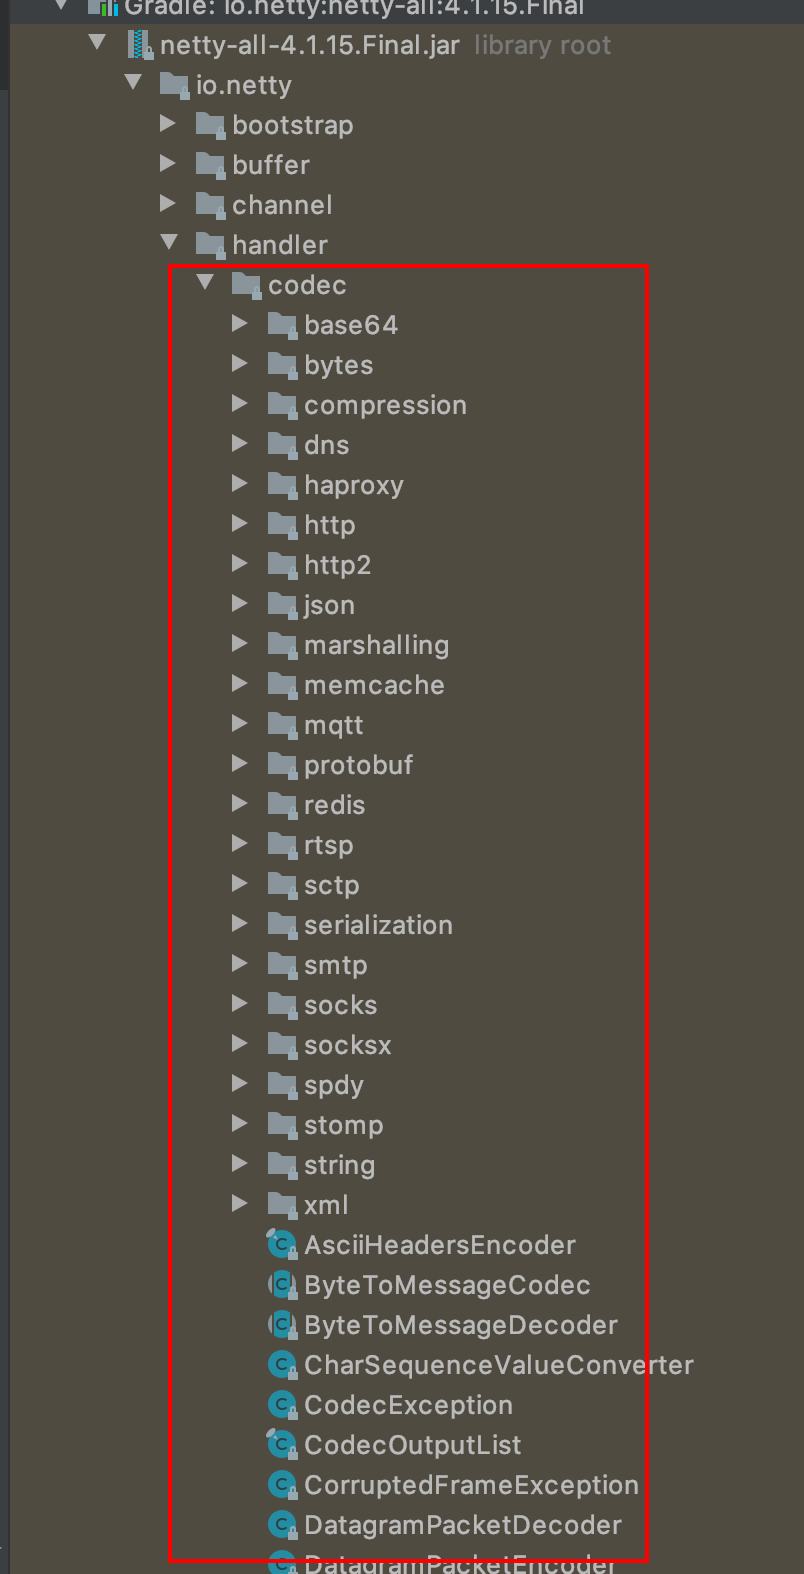 Gradle: io.netty:netty-all:4.1.15.Final
netty-all-4.1.15.Final.jar library root
io.netty
bootstrap
buffer
channel
handler
codec
base64
bytes
compression
dns
haproxy
http
http2
json
marshalling
memcache
mqtt
protobuf
redis
rtsp
sctp
serialization
smtp
socks
socksx
spdy
stomp
string
xml
AsciiHeadersEncoder
ByteToMessageCodec
ByteToMessageDecoder
CharSequenceValueConverter
CodecException
CodecOutputList
CorruptedFrameException
DatagramPacketDecoder
DatagramPacketEncoder